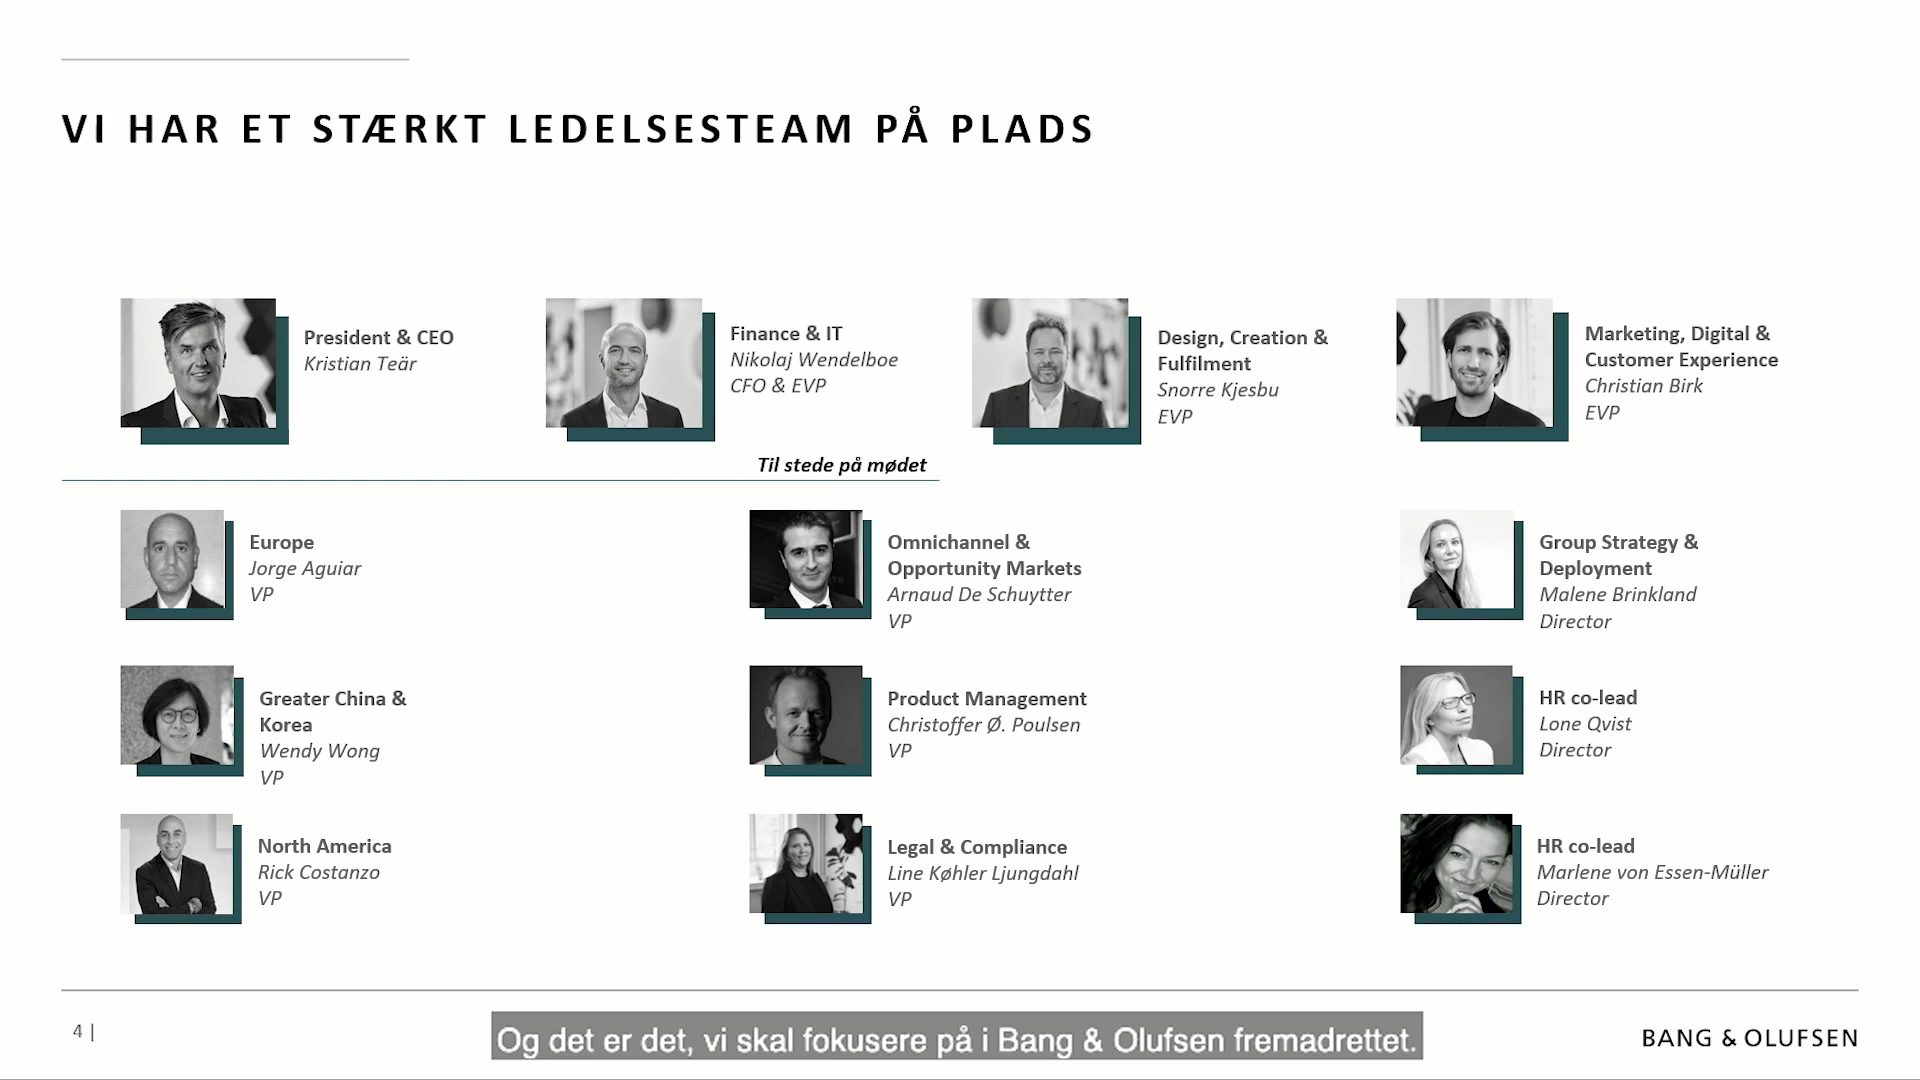 VI HAR ET STÆRKT LEDELSESTEAM PÅ PLADS
President & CEO
Kristian Teär
Finance & IT
Nikolaj Wendelboe
CFO & EVP
Design, Creation &
Fulfilment
Snorre Kjesbu
EVP
Marketing, Digital &
Customer Experience
Christian Birk
EVP
Til stede på mødet
Europe
Jorge Aguiar
VP
Omnichannel &
Opportunity Markets
Arnaud De Schuytter
VP
Group Strategy &
Deployment
Malene Brinkland
Director
Greater China &
Korea
Wendy Wong
VP
Product Management
Christoffer Ø. Poulsen
VP
HR co-lead
Lone Qvist
Director
North America
Rick Costanzo
VP
Legal & Compliance
Line Køhler Ljungdahl
VP
HR co-lead
Marlene von Essen-Müller
Director
4 |
Og det er det, vi skal fokusere på i Bang & Olufsen fremadrettet.
BANG & OLUFSEN